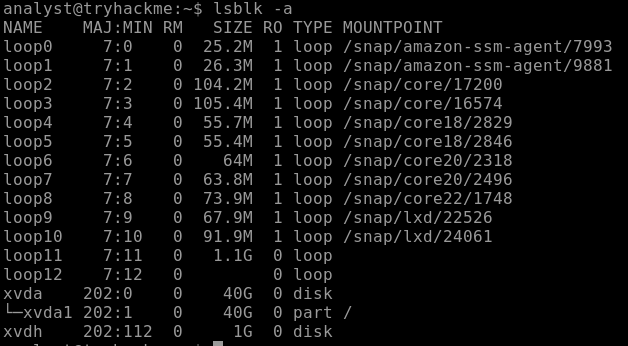 analyst@tryhackme:~$ lsblk -a
NAME    MAJ:MIN RM   SIZE RO TYPE MOUNTPOINT
loop0     7:0    0  25.2M  1 loop /snap/amazon-ssm-agent/7993
loop1     7:1    0  26.3M  1 loop /snap/amazon-ssm-agent/9881
loop2     7:2    0 104.2M  1 loop /snap/core/17200
loop3     7:3    0 105.4M  1 loop /snap/core/16574
loop4     7:4    0  55.7M  1 loop /snap/core18/2829
loop5     7:5    0  55.4M  1 loop /snap/core18/2846
loop6     7:6    0    64M  1 loop /snap/core20/2318
loop7     7:7    0  63.8M  1 loop /snap/core20/2496
loop8     7:8    0  73.9M  1 loop /snap/core22/1748
loop9     7:9    0  67.9M  1 loop /snap/lxd/22526
loop10    7:10   0  91.9M  1 loop /snap/lxd/24061
loop11    7:11   0   1.1G  0 loop
loop12    7:12   0         0 loop
xvda    202:0    0    40G  0 disk
└─xvda1 202:1    0    40G  0 part /
xvdh    202:112  0     1G  0 disk